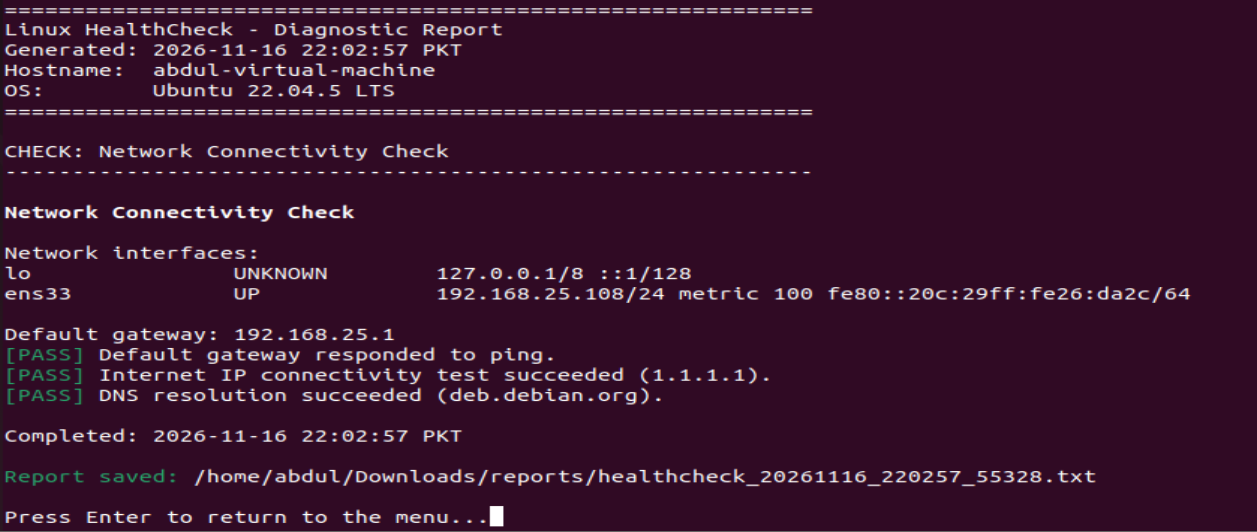 ============================================================
Linux HealthCheck - Diagnostic Report
Generated: 2026-11-16 22:02:57 PKT
Hostname:  abdul-virtual-machine
OS:        Ubuntu 22.04.5 LTS
============================================================
CHECK: Network Connectivity Check
------------------------------------------------------------
Network Connectivity Check
Network interfaces:
lo               UNKNOWN        127.0.0.1/8 ::1/128
ens33            UP             192.168.25.108/24 metric 100 fe80::20c:29ff:fe26:da2c/64
Default gateway: 192.168.25.1
[PASS] Default gateway responded to ping.
[PASS] Internet IP connectivity test succeeded (1.1.1.1).
[PASS] DNS resolution succeeded (deb.debian.org).
Completed: 2026-11-16 22:02:57 PKT
Report saved: /home/abdul/Downloads/reports/healthcheck_20261116_220257_55328.txt
Press Enter to return to the menu...